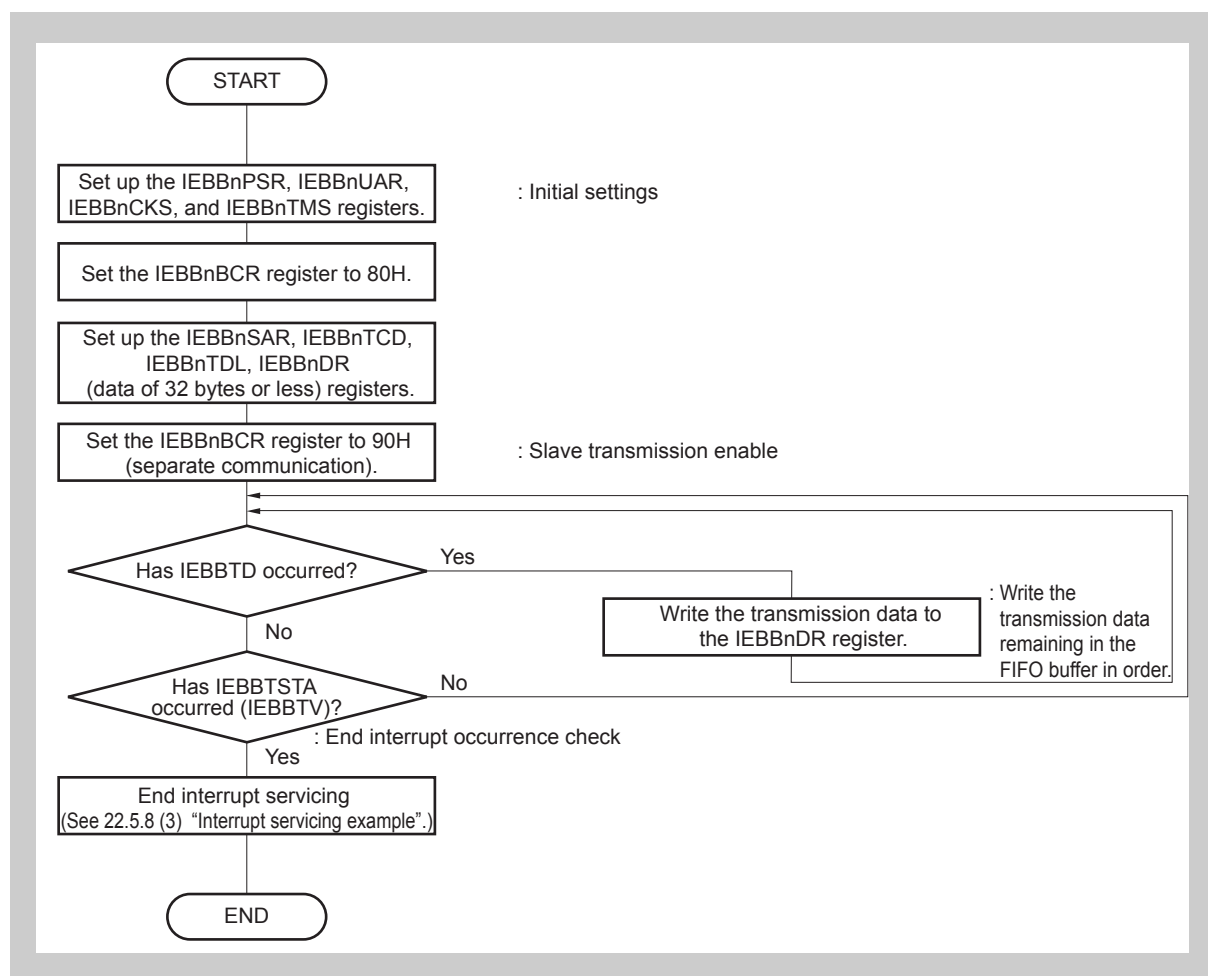 START
Set up the IEBBnPSR, IEBBnUAR,
IEBBnCKS, and IEBBnTMS registers.
: Initial settings
Set the IEBBnBCR register to 80H.
Set up the IEBBnSAR, IEBBnTCD,
IEBBnTDL, IEBBnDR
(data of 32 bytes or less) registers.
Set the IEBBnBCR register to 90H
(separate communication).
: Slave transmission enable
Has IEBBTD occurred?
Yes
No
Write the transmission data to
the IEBBnDR register.
: Write the
transmission data
remaining in the
FIFO buffer in order.
Has IEBBTSTA
occurred (IEBBTV)?
No
: End interrupt occurrence check
Yes
End interrupt servicing
(See 22.5.8 (3) “Interrupt servicing example”.)
END